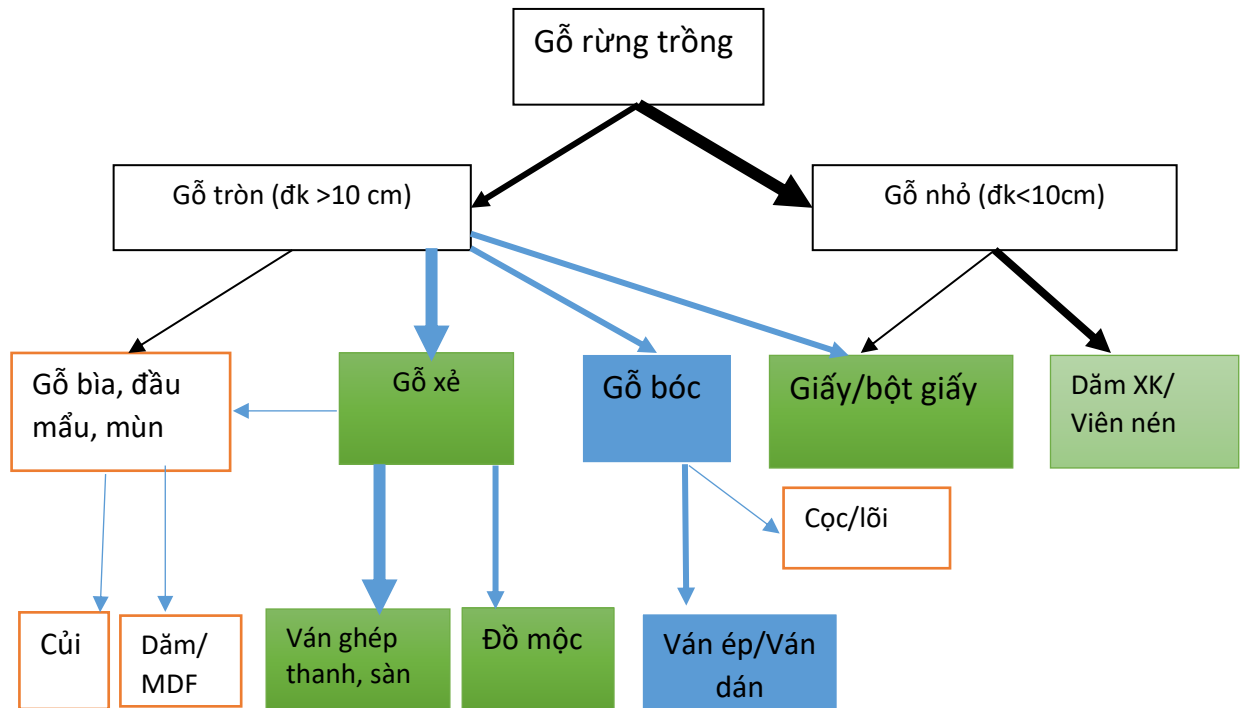 Gỗ rừng trồng
Gỗ tròn (đk >10 cm)
Gỗ nhỏ (đk<10cm)
Gỗ bìa, đầu
mẩu, mùn
Gỗ xẻ
Gỗ bóc
Giấy/bột giấy
Dăm XK/
Viên nén
Cọc/lõi
Củi
Dăm/
MDF
Ván ghép
thanh, sàn
Đồ mộc
Ván ép/Ván
dán